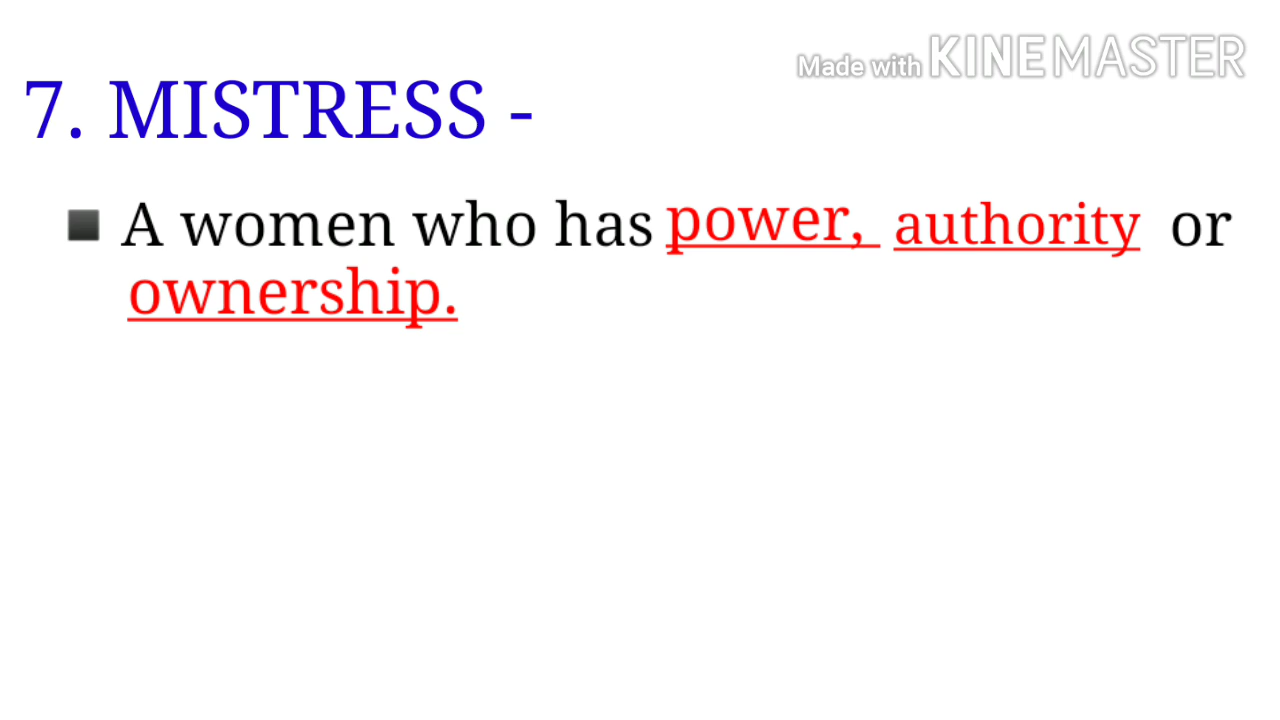 Made with KINEMASTER
7. MISTRESS -
▪ A women who has power, authority or
ownership.